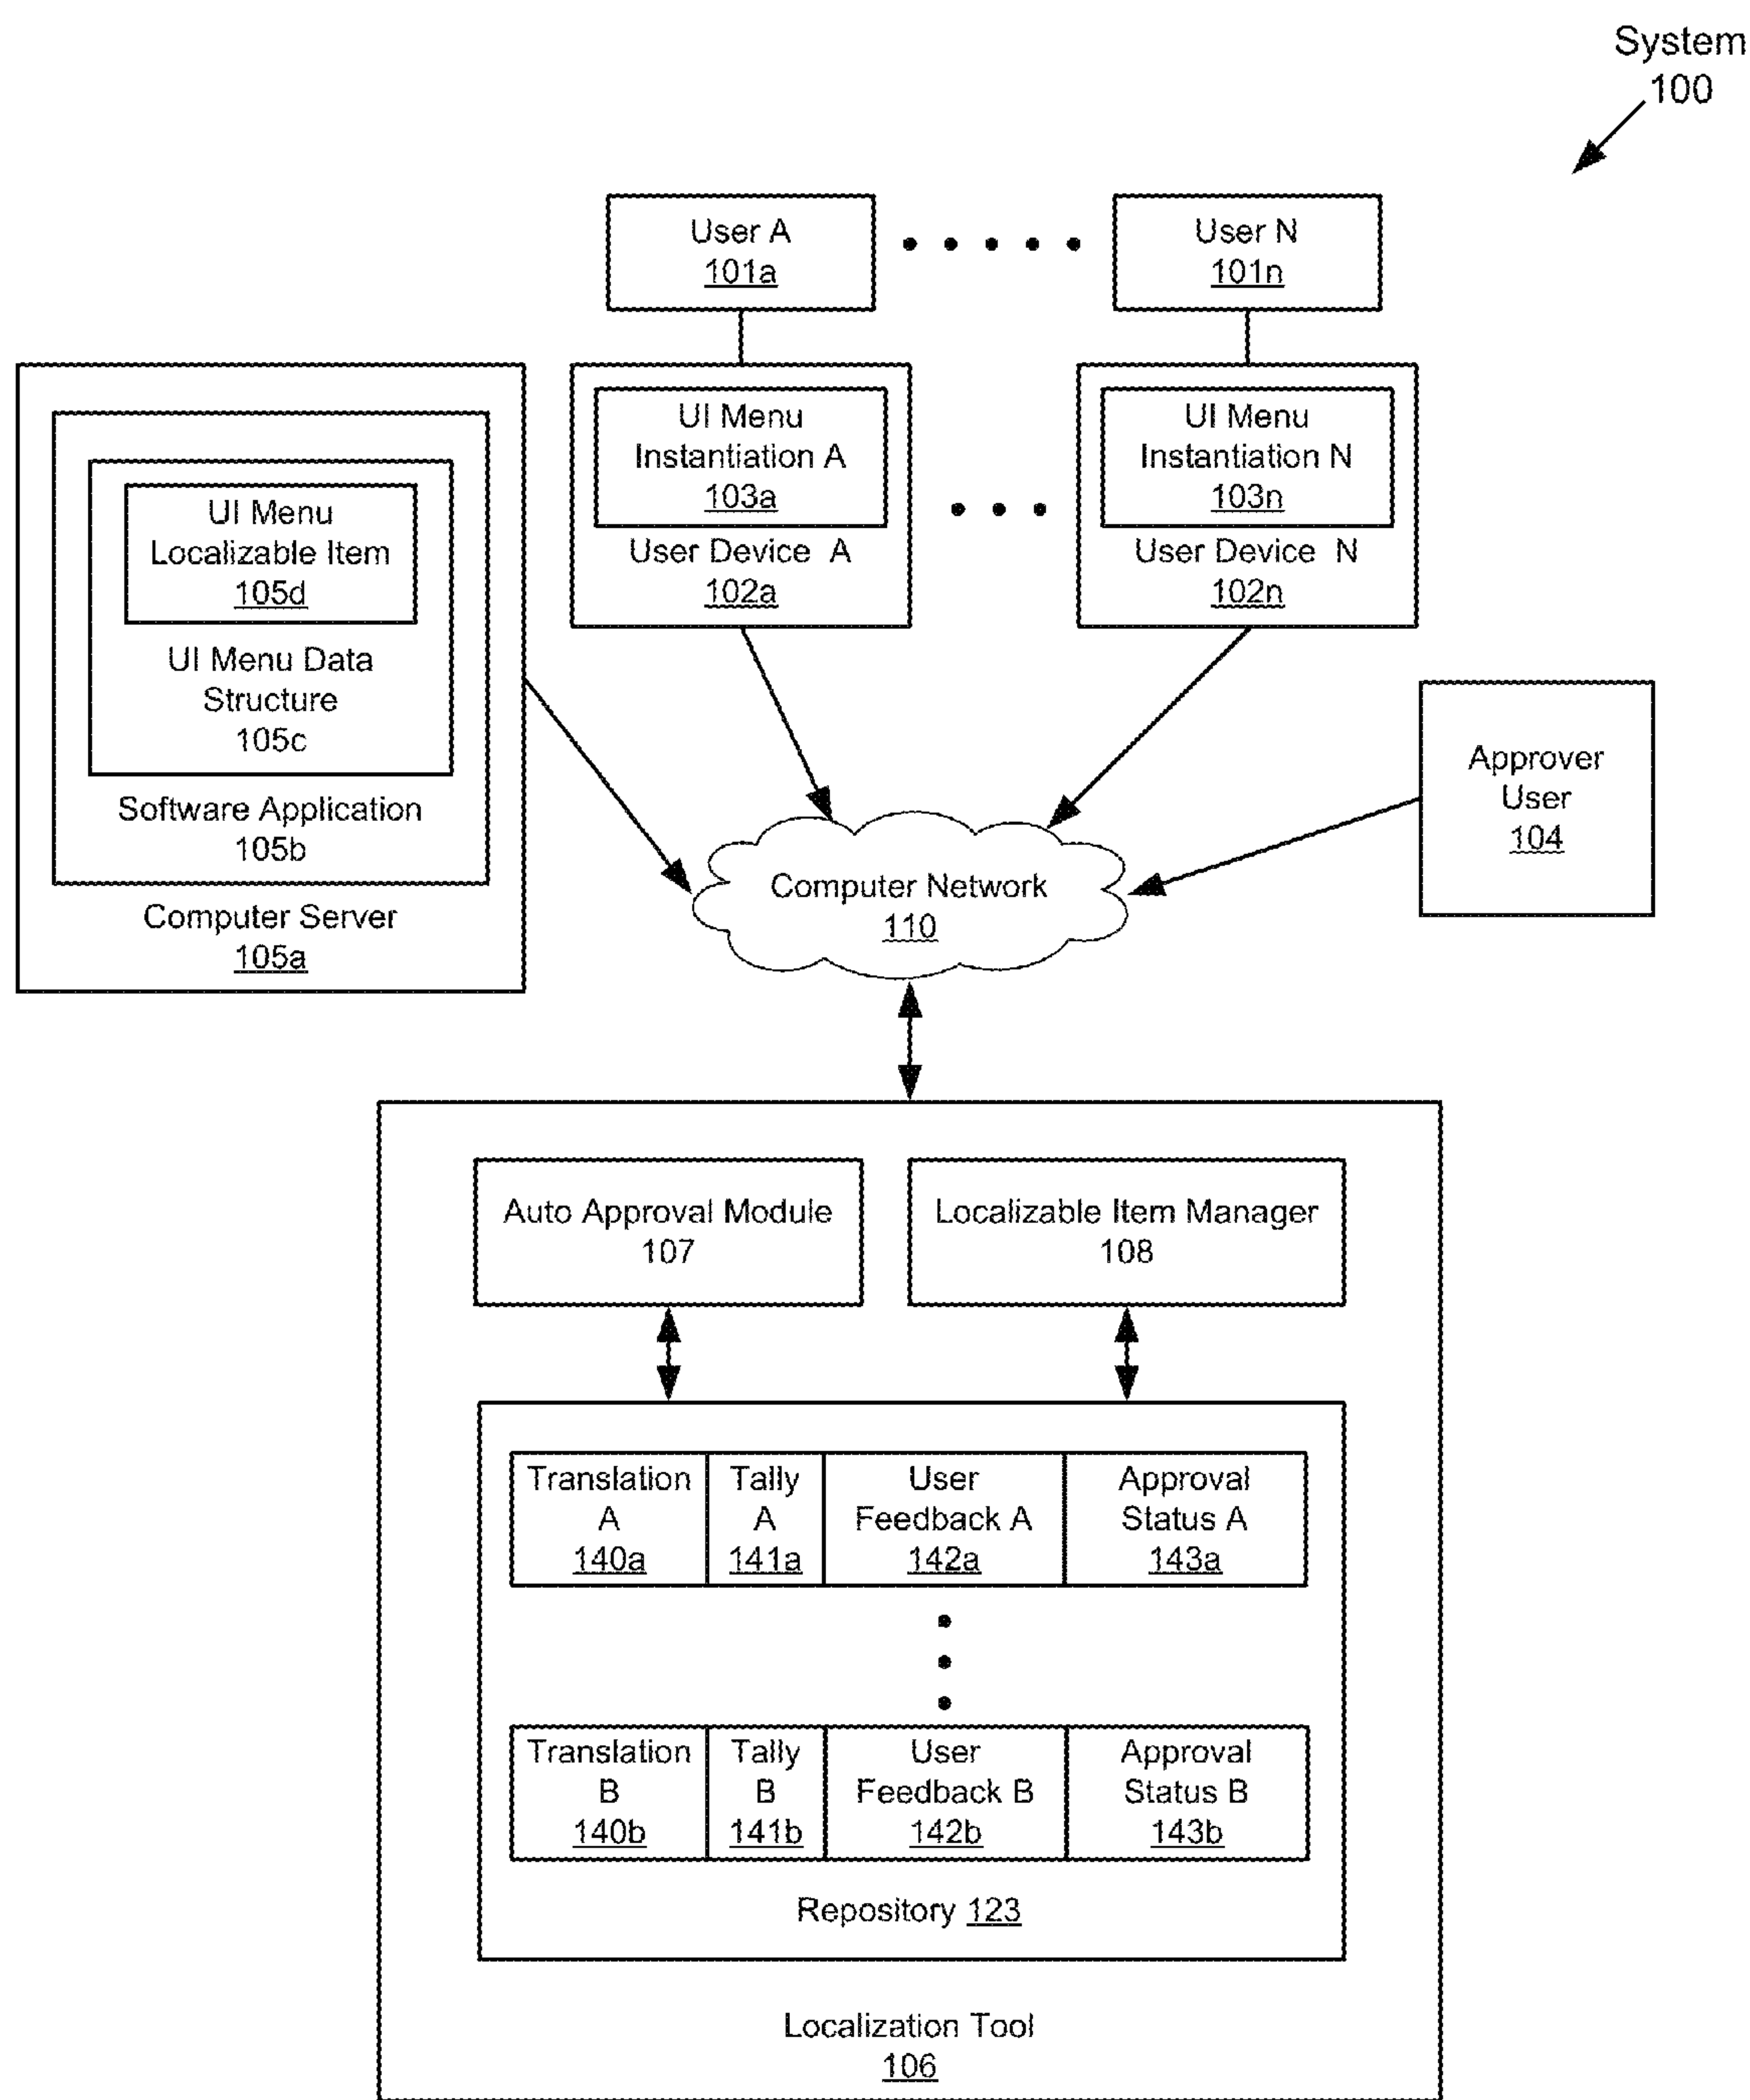 System
100
User A
101a
User N
101n
UI Menu
Instantiation A
103a
User Device A
102a
UI Menu
Instantiation N
103n
User Device N
102n
UI Menu
Localizable Item
105d
UI Menu Data
Structure
105c
Software Application
105b
Computer Server
105a
Approver
User
104
Computer Network
110
Auto Approval Module
107
Localizable Item Manager
108
Translation
A
140a
Tally
A
141a
User
Feedback A
142a
Approval
Status A
143a
Translation
B
140b
Tally
B
141b
User
Feedback B
142b
Approval
Status B
143b
Repository 123
Localization Tool
106